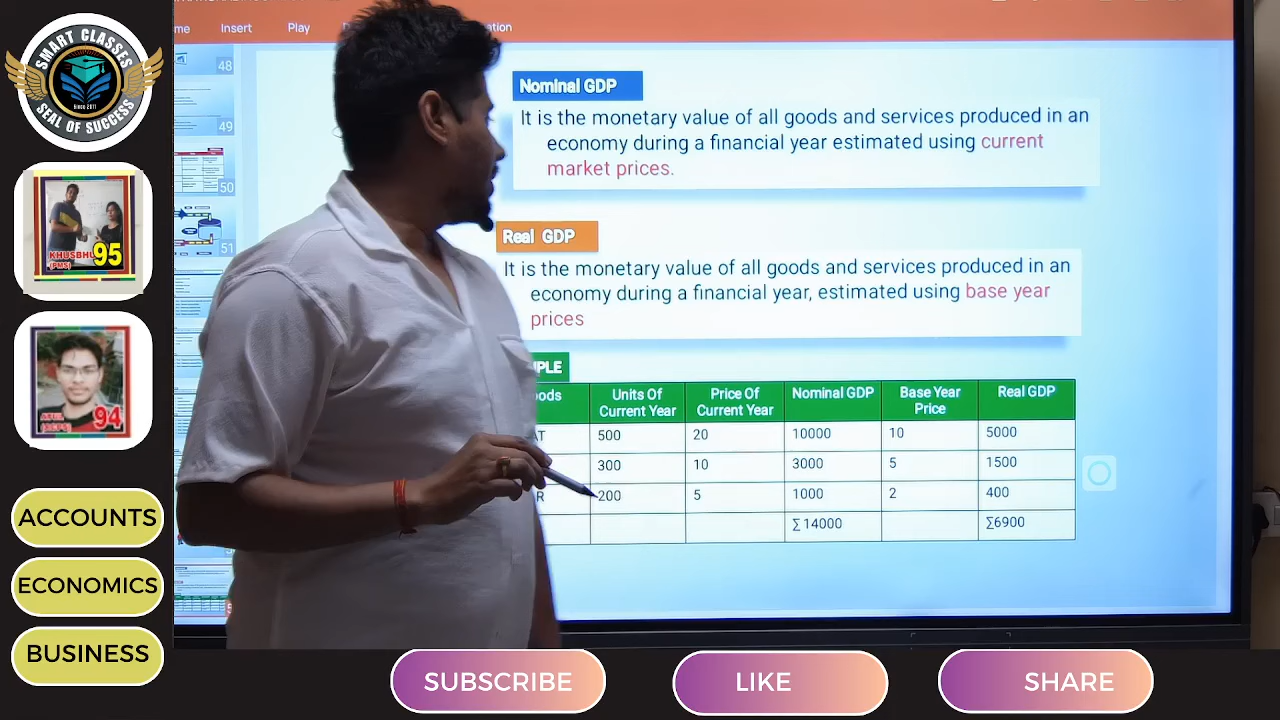 SMART CLASSES
Since 2011
SEAL OF SUCCESS
KHUSBHU 95
(PMS)
94
ACCOUNTS
ECONOMICS
BUSINESS
Insert Play
48
49
50
51
Nominal GDP
It is the monetary value of all goods and services produced in an
economy during a financial year estimated using current
market prices.
Real GDP
It is the monetary value of all goods and services produced in an
economy during a financial year, estimated using base year
prices
Units Of Current Year Price Of Current Year Nominal GDP Base Year Price Real GDP
500 20 10000 10 5000
300 10 3000 5 1500
200 5 1000 2 400
∑ 14000 ∑6900
SUBSCRIBE
LIKE
SHARE